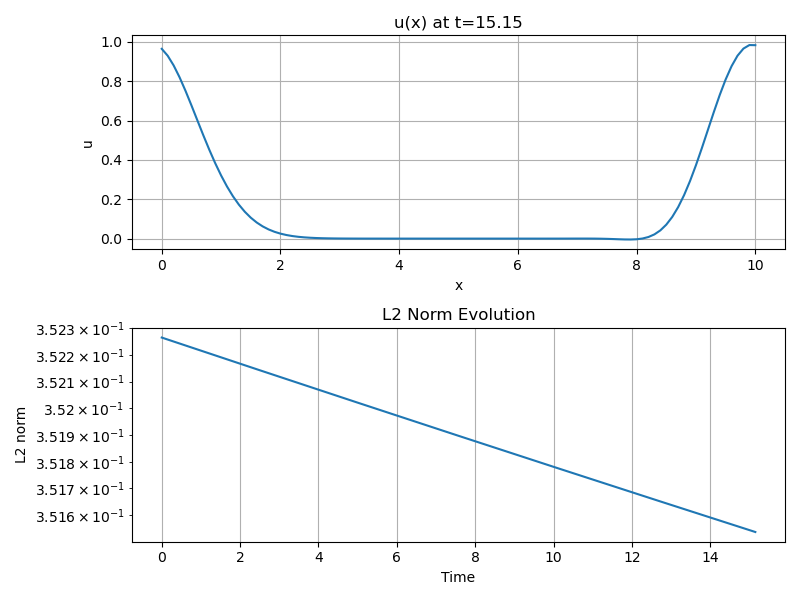 u(x) at t=15.15
1.0
0.8
0.6
0.4
0.2
0.0
u
0 2 4 6 8 10
x
L2 Norm Evolution
3.523 × 10⁻¹
3.522 × 10⁻¹
3.521 × 10⁻¹
3.52 × 10⁻¹
3.519 × 10⁻¹
3.518 × 10⁻¹
3.517 × 10⁻¹
3.516 × 10⁻¹
L2 norm
0 2 4 6 8 10 12 14
Time